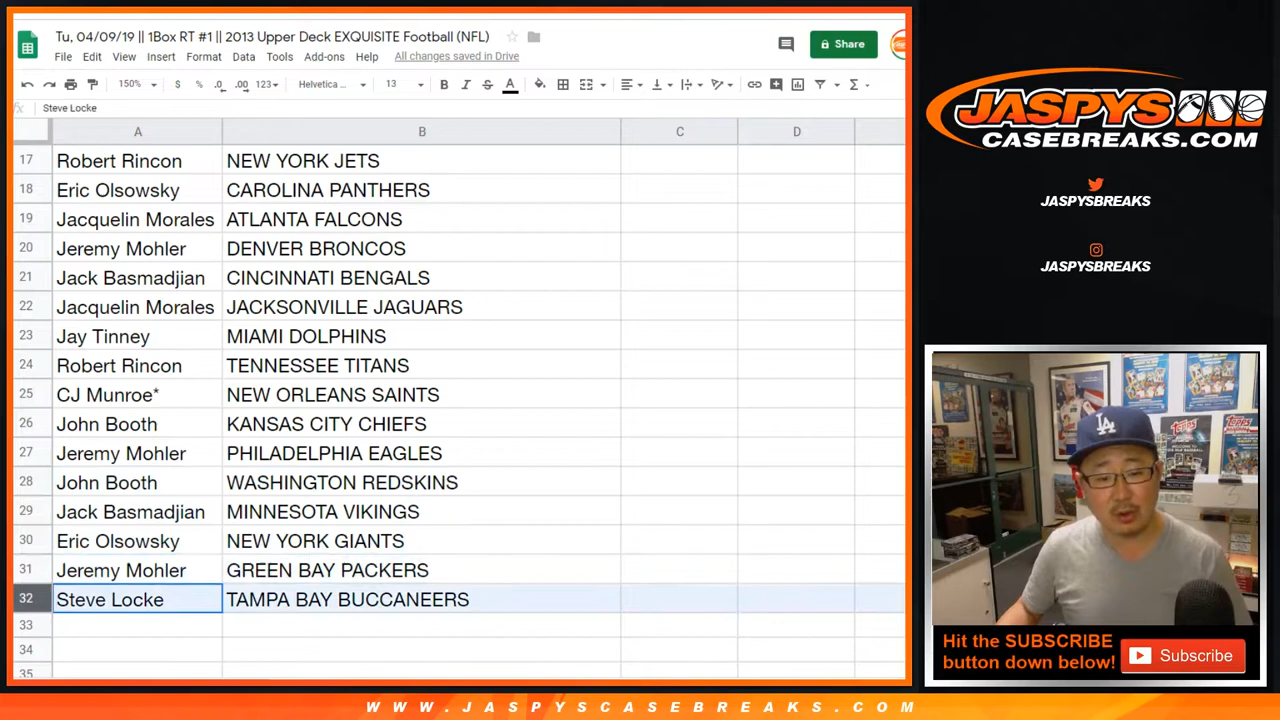 Tu, 04/09/19 || 1Box RT #1 || 2013 Upper Deck EXQUISITE Football (NFL)
File Edit View Insert Format Data Tools Add-ons Help All changes saved in Drive
Share
150% $ % .0 .00 123 Helvetica... 13 B I S A
fx Steve Locke
A B C D
17 Robert Rincon NEW YORK JETS
18 Eric Olsowsky CAROLINA PANTHERS
19 Jacquelin Morales ATLANTA FALCONS
20 Jeremy Mohler DENVER BRONCOS
21 Jack Basmadjian CINCINNATI BENGALS
22 Jacquelin Morales JACKSONVILLE JAGUARS
23 Jay Tinney MIAMI DOLPHINS
24 Robert Rincon TENNESSEE TITANS
25 CJ Munroe* NEW ORLEANS SAINTS
26 John Booth KANSAS CITY CHIEFS
27 Jeremy Mohler PHILADELPHIA EAGLES
28 John Booth WASHINGTON REDSKINS
29 Jack Basmadjian MINNESOTA VIKINGS
30 Eric Olsowsky NEW YORK GIANTS
31 Jeremy Mohler GREEN BAY PACKERS
32 Steve Locke TAMPA BAY BUCCANEERS
33
34
35
JASPYS
CASEBREAKS.COM
JASPYSBREAKS
JASPYSBREAKS
LA
topps
Hit the SUBSCRIBE
button down below!
Subscribe
WWW.JASPYSCASEBREAKS.COM